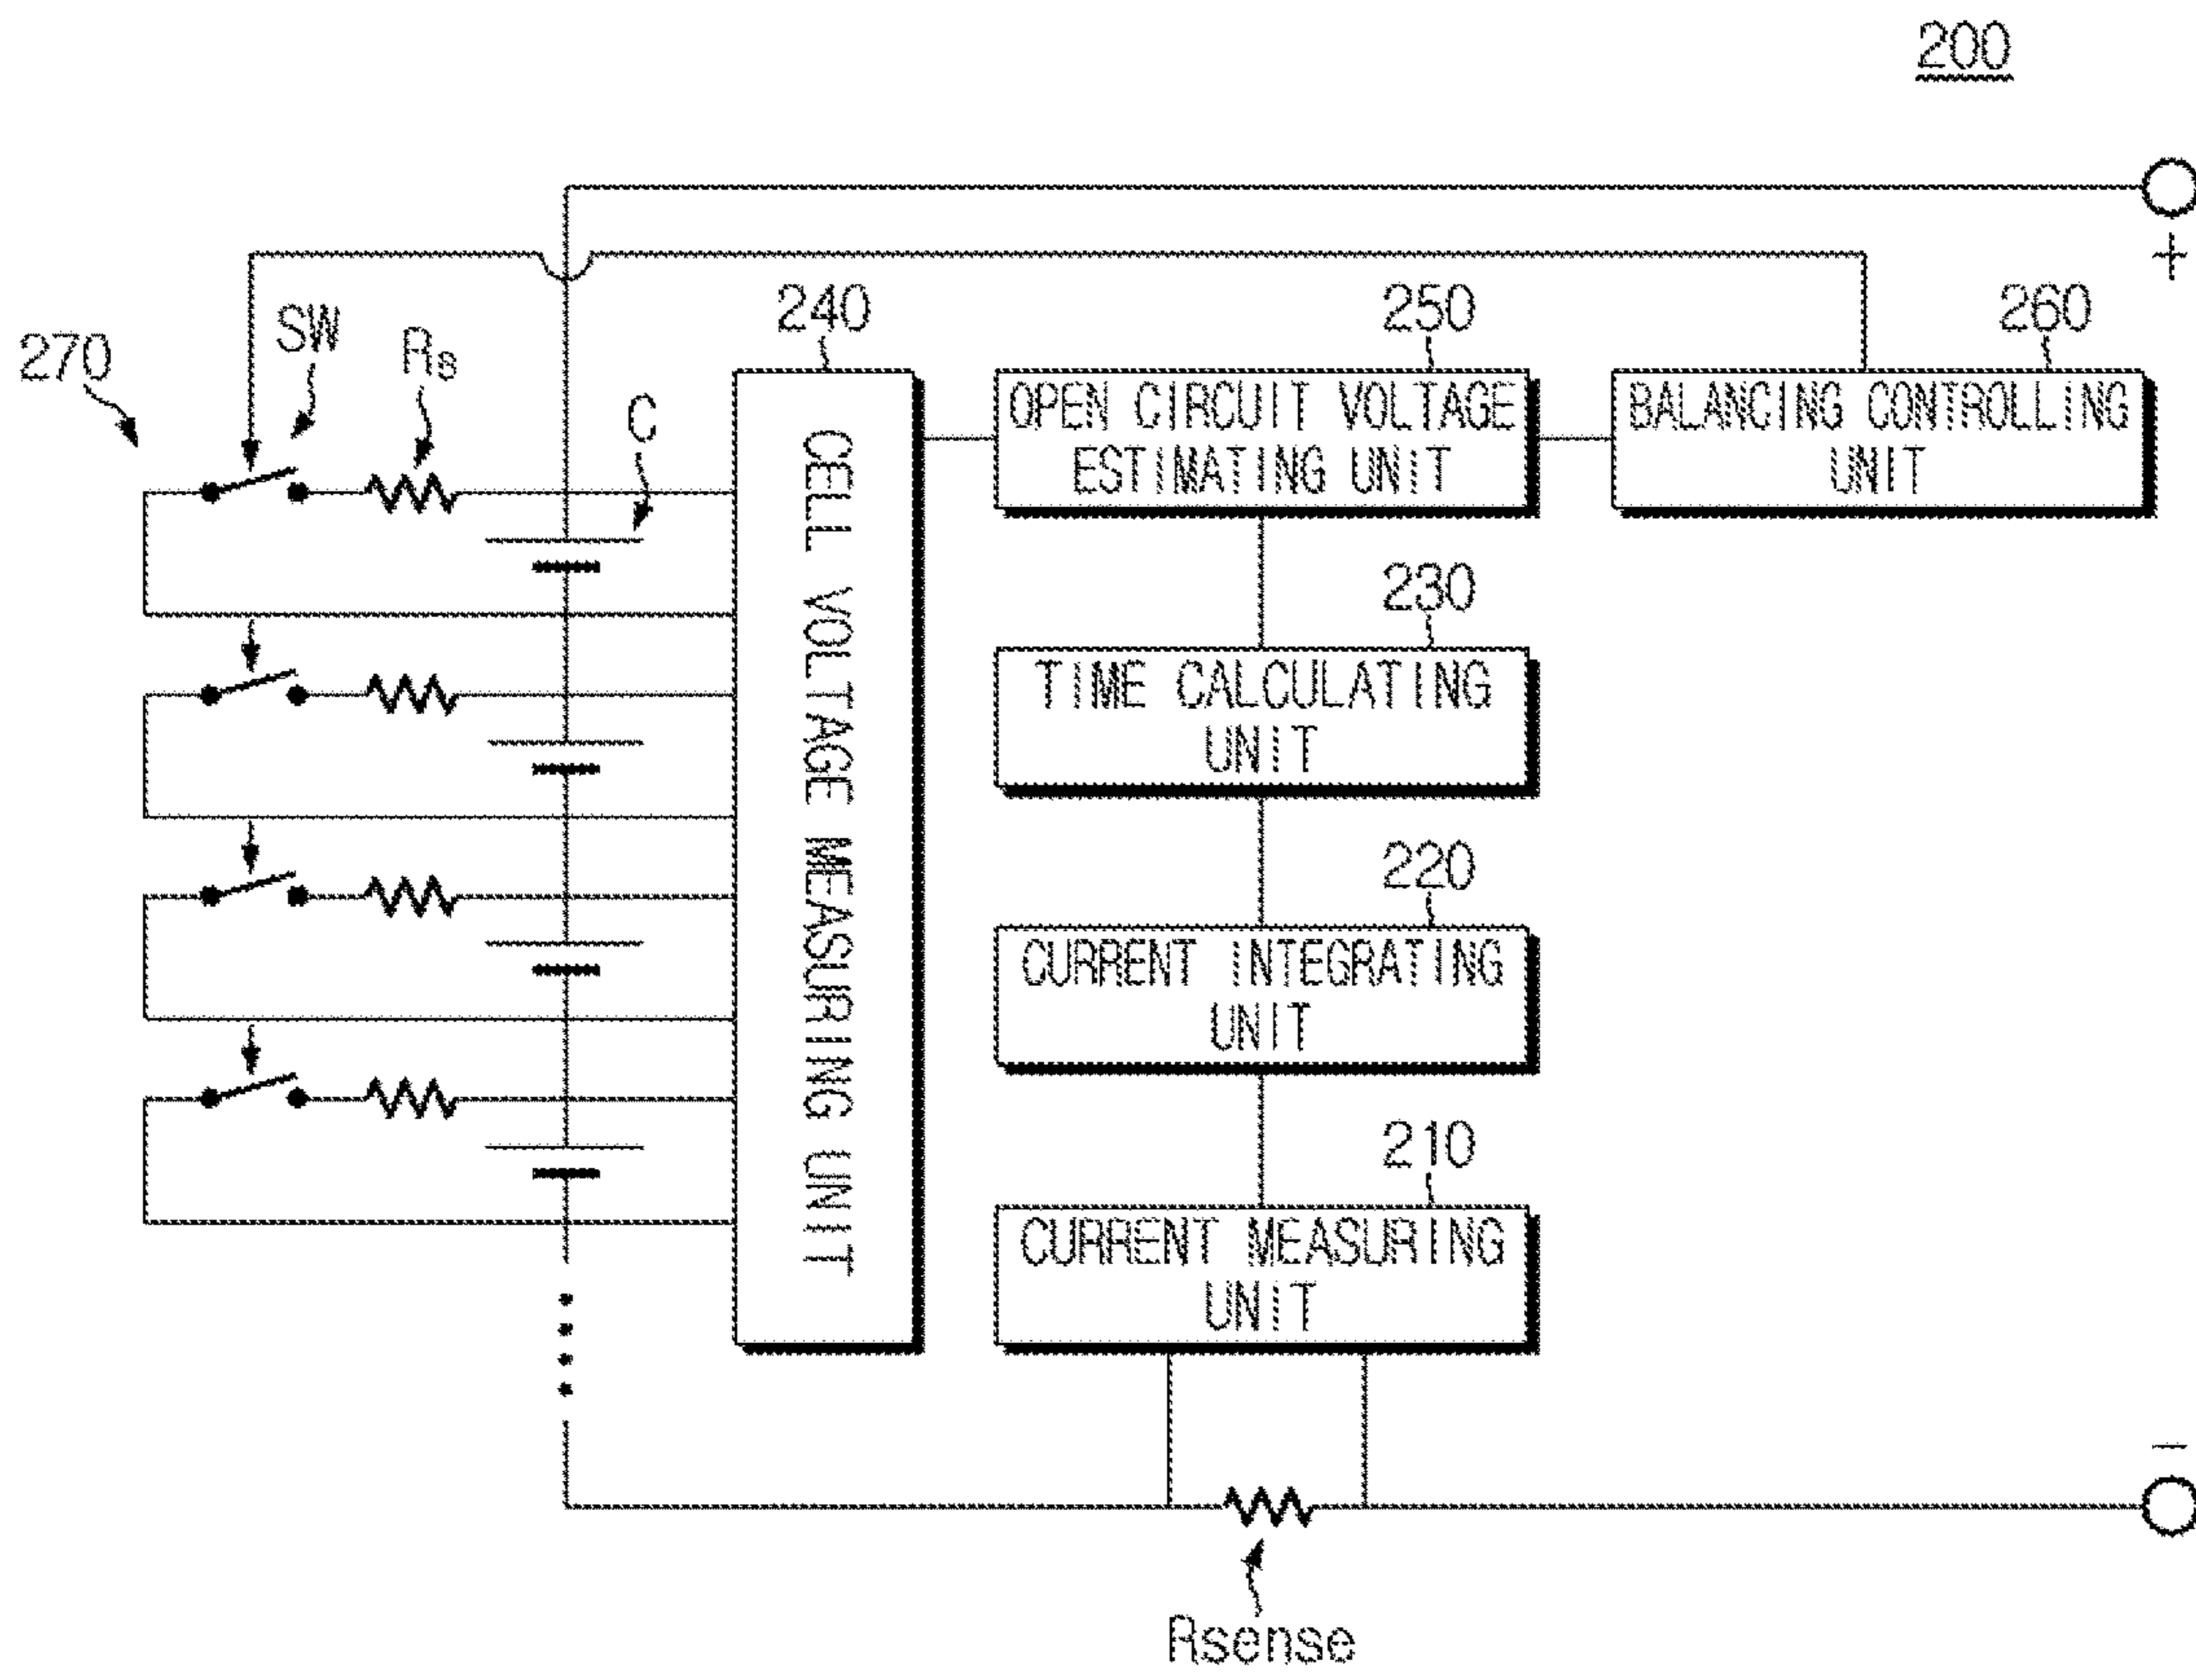 200
+
270
SW
Rs
C
240
250
260
CELL VOLTAGE MEASURING UNIT
OPEN CIRCUIT VOLTAGE
ESTIMATING UNIT
BALANCING CONTROLLING
UNIT
230
TIME CALCULATING
UNIT
220
CURRENT INTEGRATING
UNIT
210
CURRENT MEASURING
UNIT
−
Rsense